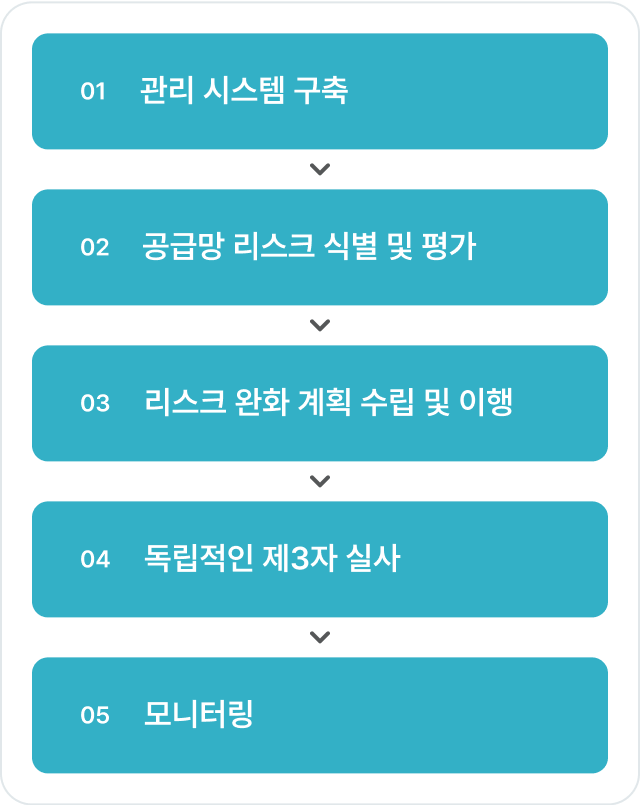 01 관리 시스템 구축
02 공급망 리스크 식별 및 평가
03 리스크 완화 계획 수립 및 이행
04 독립적인 제3자 실사
05 모니터링